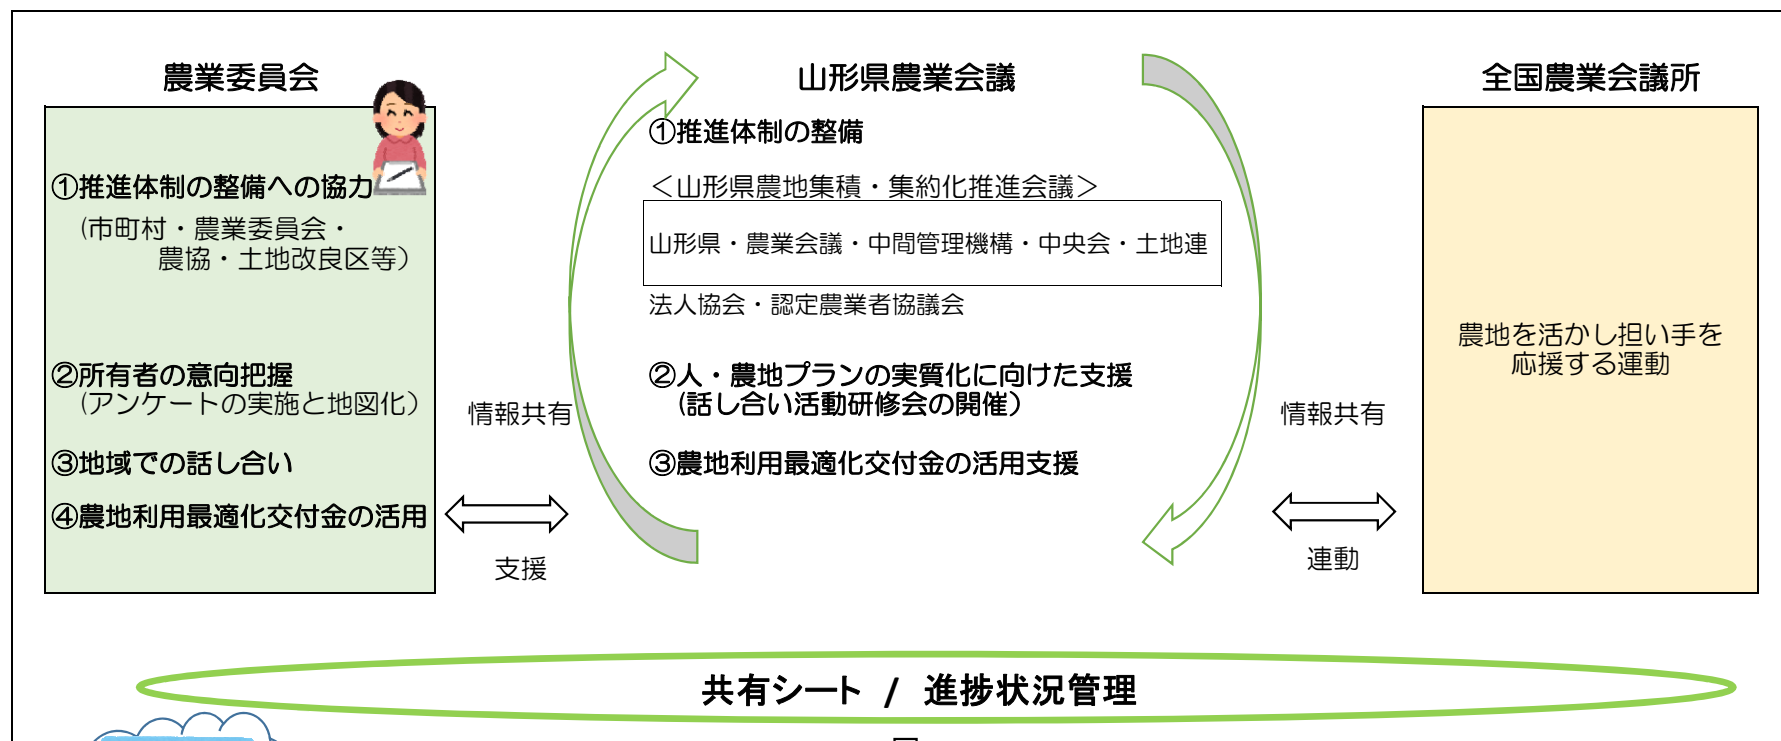 農業委員会
①推進体制の整備への協力
(市町村・農業委員会・
農協・土地改良区等)
②所有者の意向把握
(アンケートの実施と地図化)
③地域での話し合い
④農地利用最適化交付金の活用
情報共有
支援
山形県農業会議
①推進体制の整備
<山形県農地集積・集約化推進会議>
山形県・農業会議・中間管理機構・中央会・土地連
法人協会・認定農業者協議会
②人・農地プランの実質化に向けた支援
(話し合い活動研修会の開催)
③農地利用最適化交付金の活用支援
情報共有
連動
全国農業会議所
農地を活かし担い手を
応援する運動
共有シート / 進捗状況管理